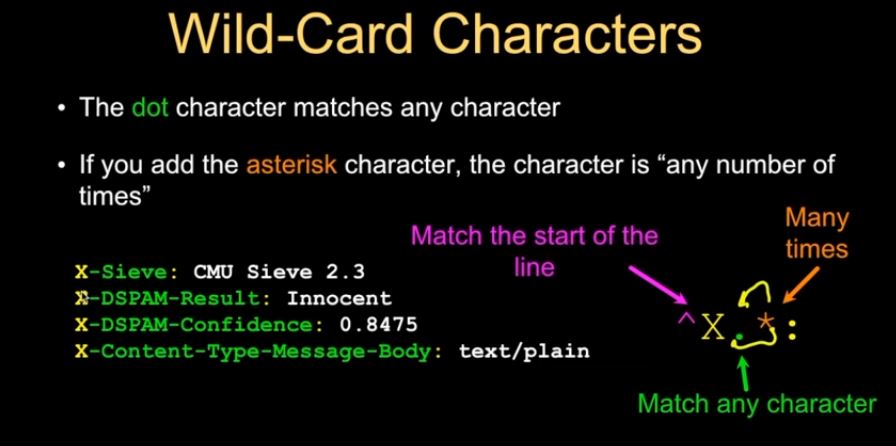 Wild-Card Characters
• The dot character matches any character
• If you add the asterisk character, the character is “any number of
times”
Match the start of the
line
Many
times
X-Sieve: CMU Sieve 2.3
X-DSPAM-Result: Innocent
X-DSPAM-Confidence: 0.8475
X-Content-Type-Message-Body: text/plain
^X.*:
Match any character